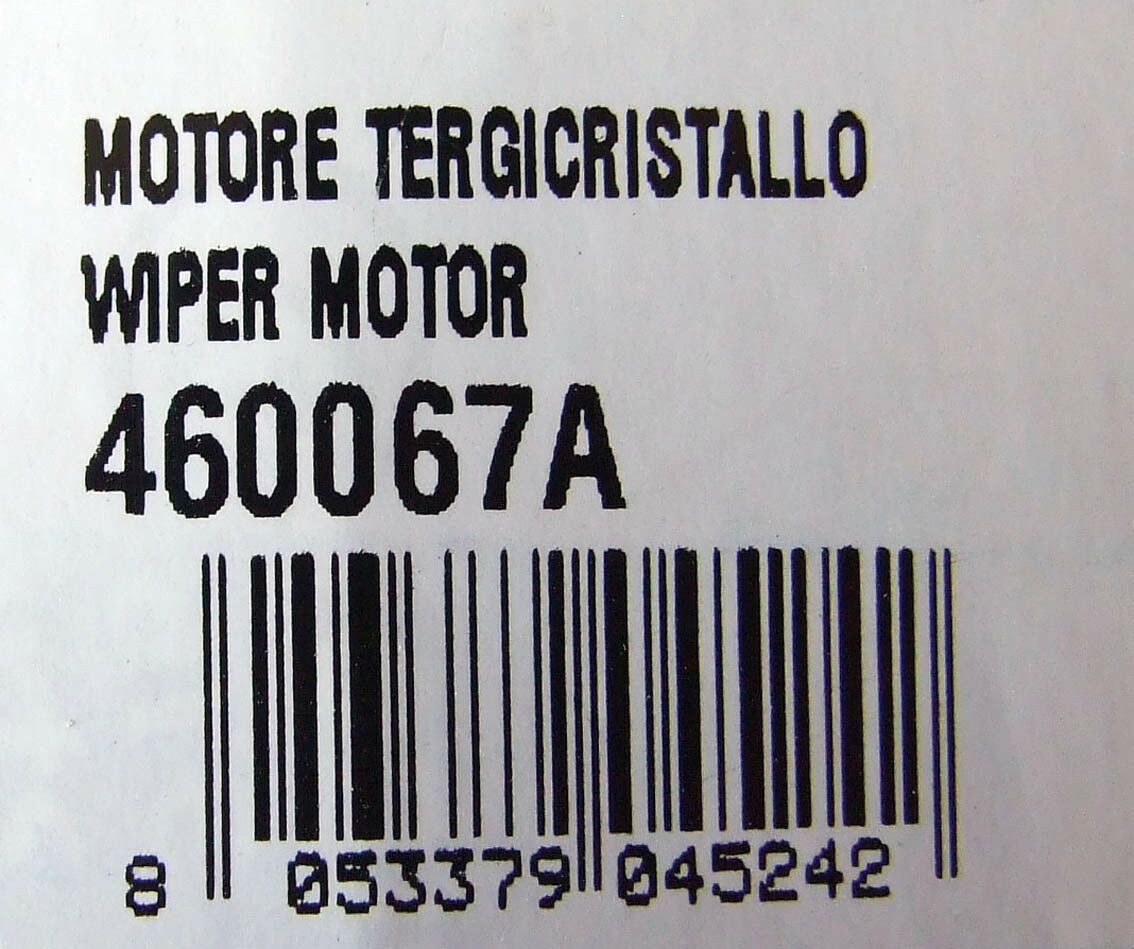 MOTORE TERGICRISTALLO
WIPER MOTOR
460067A
8 053379 045242